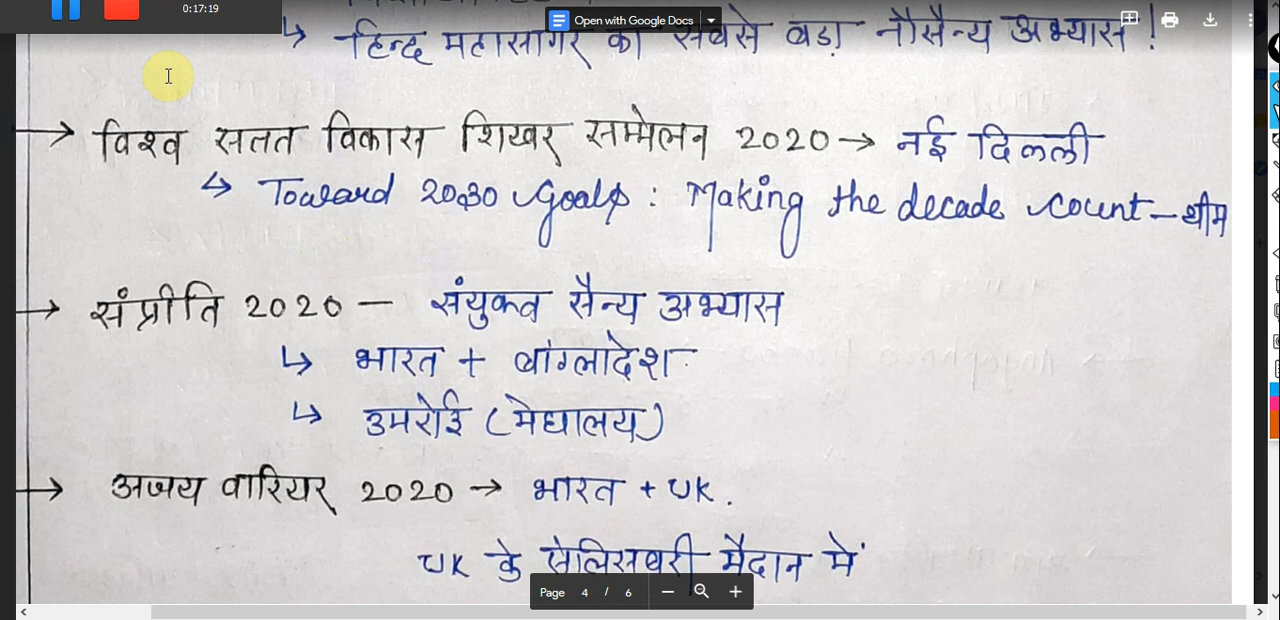 0:17:19
Open with Google Docs
↳ हिन्द महासागर का सबसे बड़ा नौसैन्य अभ्यास !
→ विश्व सतत विकास शिखर सम्मेलन 2020 → नई दिल्ली
↳ Toward 2030 Goals : Making the decade count – थीम
→ संप्रीति 2020 – संयुक्त सैन्य अभ्यास
↳ भारत + बांग्लादेश
↳ उमरोई (मेघालय)
→ अजय वारियर 2020 → भारत + UK.
UK के सेलिसबरी मैदान में
Page 4 / 6